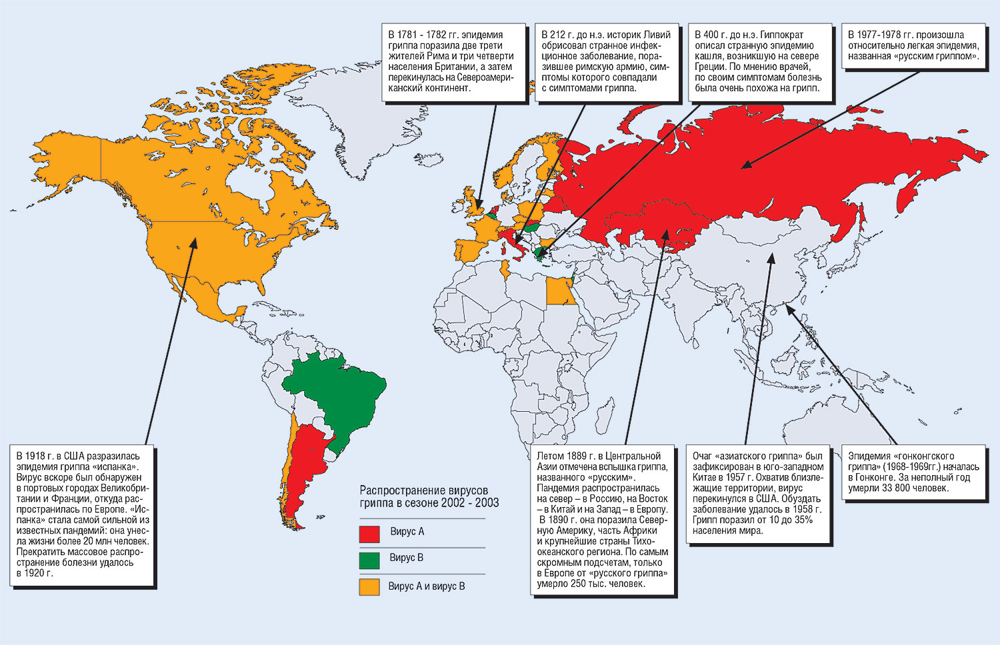 В 1781 - 1782 гг. эпидемия
гриппа поразила две трети
жителей Рима и три четверти
населения Британии, а затем
перекинулась на Североамери-
канский континент.
В 212 г. до н.э. историк Ливий
обрисовал странное инфек-
ционное заболевание, пора-
зившее римскую армию, сим-
птомы которого совпадали
с симптомами гриппа.
В 400 г. до н.э. Гиппократ
описал странную эпидемию
кашля, возникшую на севере
Греции. По мнению врачей,
по своим симптомам болезнь
была очень похожа на грипп.
В 1977-1978 гг. произошла
относительно легкая эпидемия,
названная «русским гриппом».
В 1918 г. в США разразилась
эпидемия гриппа «испанка».
Вирус вскоре был обнаружен
в портовых городах Великобри-
тании и Франции, откуда рас-
пространилась по Европе. «Ис-
панка» стала самой сильной из
известных пандемий: она унес-
ла жизни более 20 млн человек.
Прекратить массовое распро-
странение болезни удалось
в 1920 г.
Распространение вирусов
гриппа в сезоне 2002 - 2003
Вирус А
Вирус В
Вирус А и вирус В
Летом 1889 г. в Центральной
Азии отмечена вспышка гриппа,
названного «русским».
Пандемия распространилась
на север – в Россию, на Восток
– в Китай и на Запад – в Европу.
В 1890 г. она поразила Север-
ную Америку, часть Африки
и крупнейшие страны Тихо-
океанского региона. По самым
скромным подсчетам, только
в Европе от «русского гриппа»
умерло 250 тыс. человек.
Очаг «азиатского гриппа» был
зафиксирован в юго-западном
Китае в 1957 г. Охватив близле-
жащие территории, вирус
перекинулся в США. Обуздать
заболевание удалось в 1958 г.
Грипп поразил от 10 до 35%
населения мира.
Эпидемия «гонконгского
гриппа» (1968-1969гг.) началась
в Гонконге. За неполный год
умерли 33 800 человек.